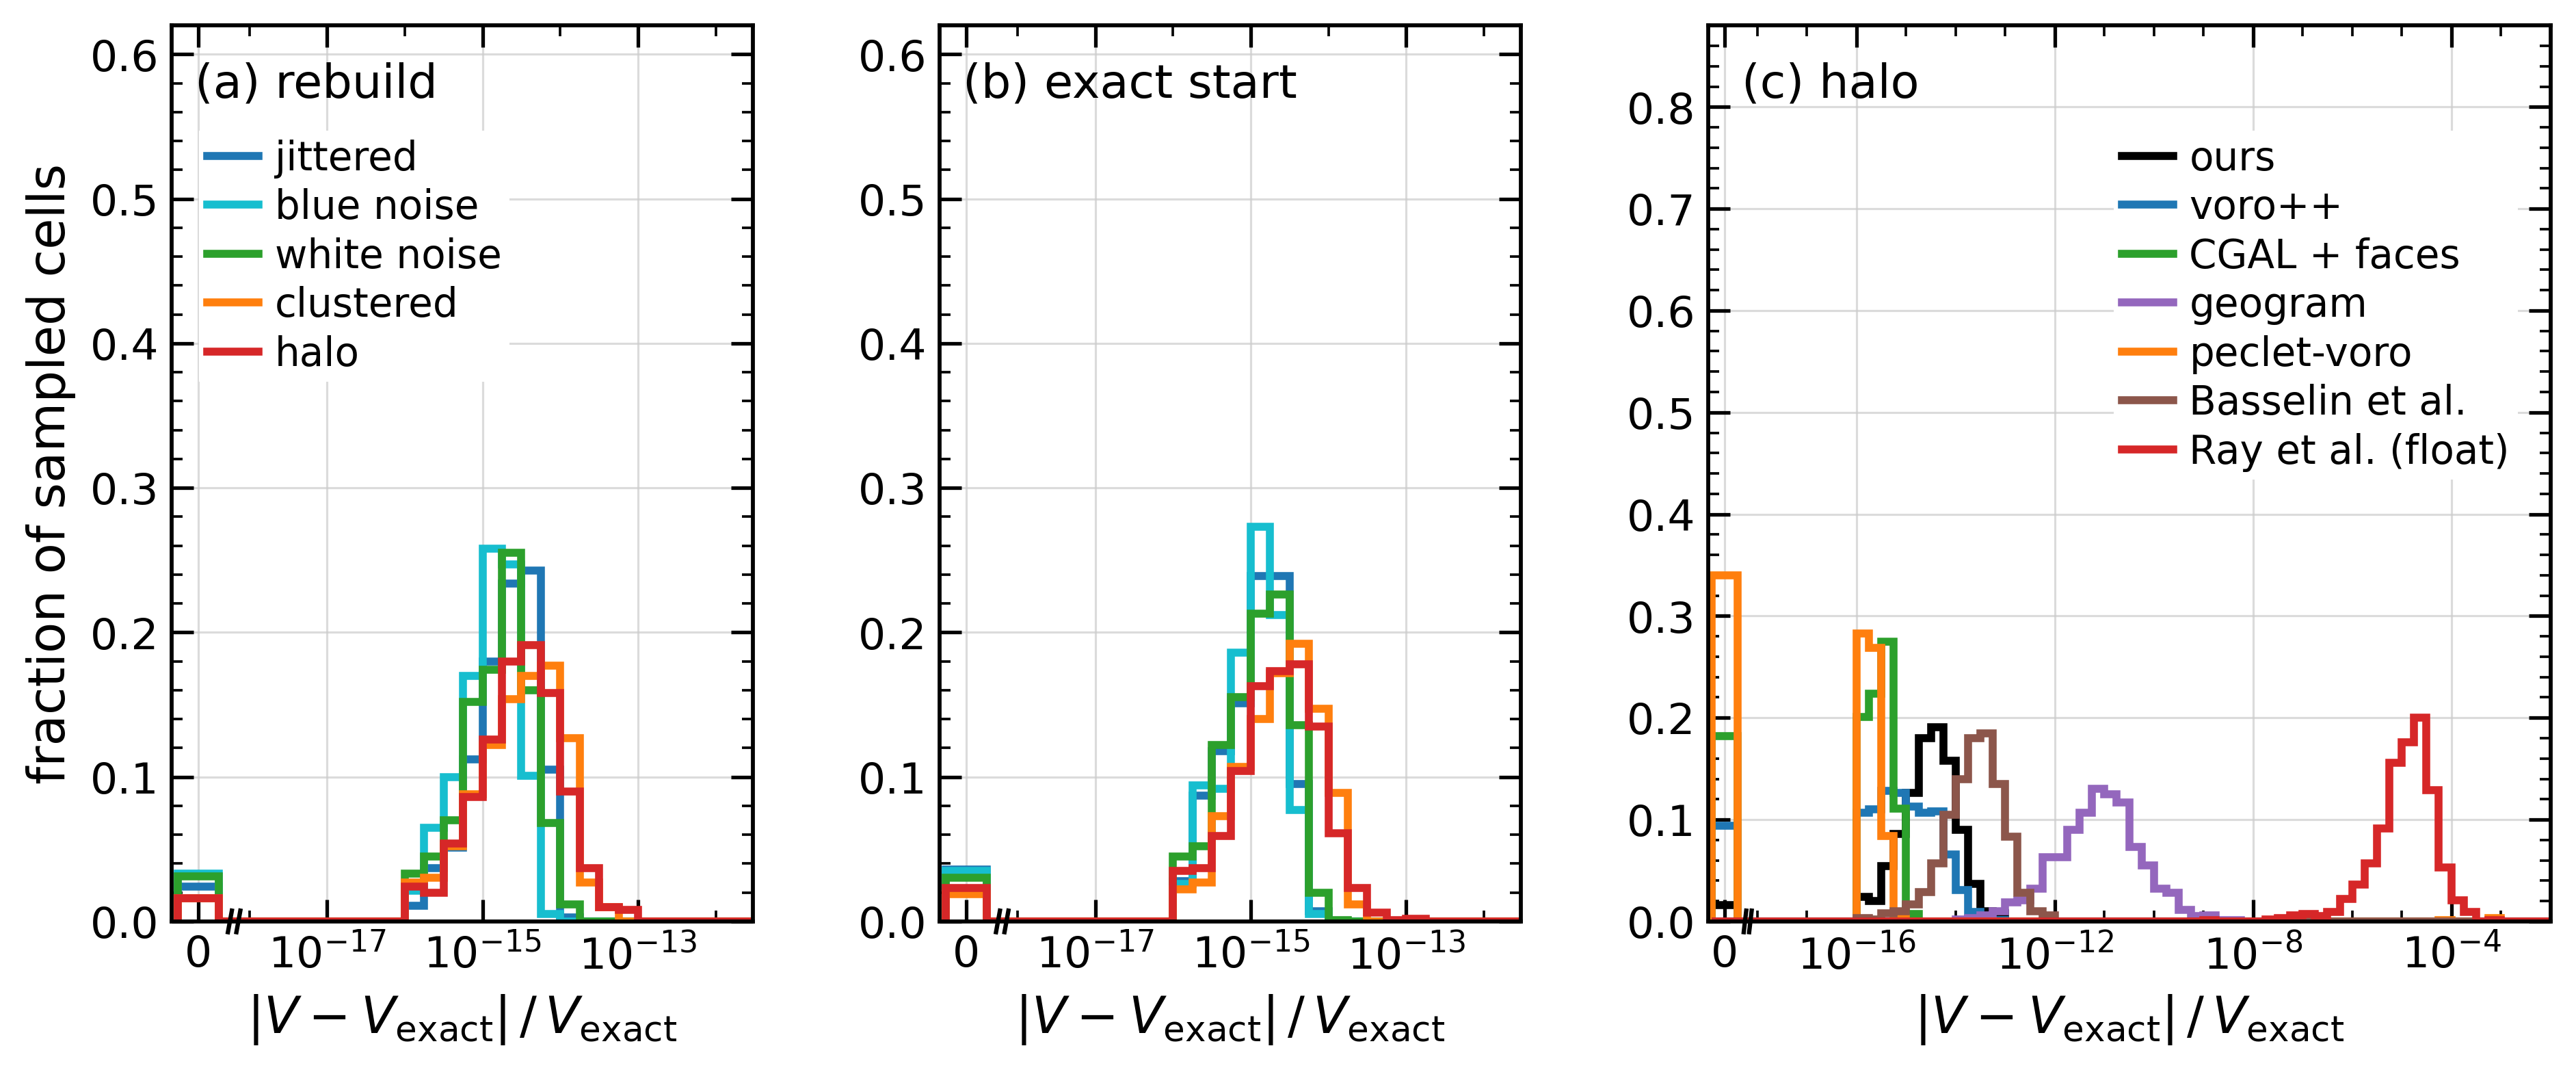 fraction of sampled cells
0.6
0.5
0.4
0.3
0.2
0.1
0.0
(a) rebuild
jittered
blue noise
white noise
clustered
halo
0 10⁻¹⁷ 10⁻¹⁵ 10⁻¹³
|V − V_exact| / V_exact
0.6
0.5
0.4
0.3
0.2
0.1
0.0
(b) exact start
0 10⁻¹⁷ 10⁻¹⁵ 10⁻¹³
|V − V_exact| / V_exact
0.8
0.7
0.6
0.5
0.4
0.3
0.2
0.1
0.0
(c) halo
ours
voro++
CGAL + faces
geogram
peclet-voro
Basselin et al.
Ray et al. (float)
0 10⁻¹⁶ 10⁻¹² 10⁻⁸ 10⁻⁴
|V − V_exact| / V_exact